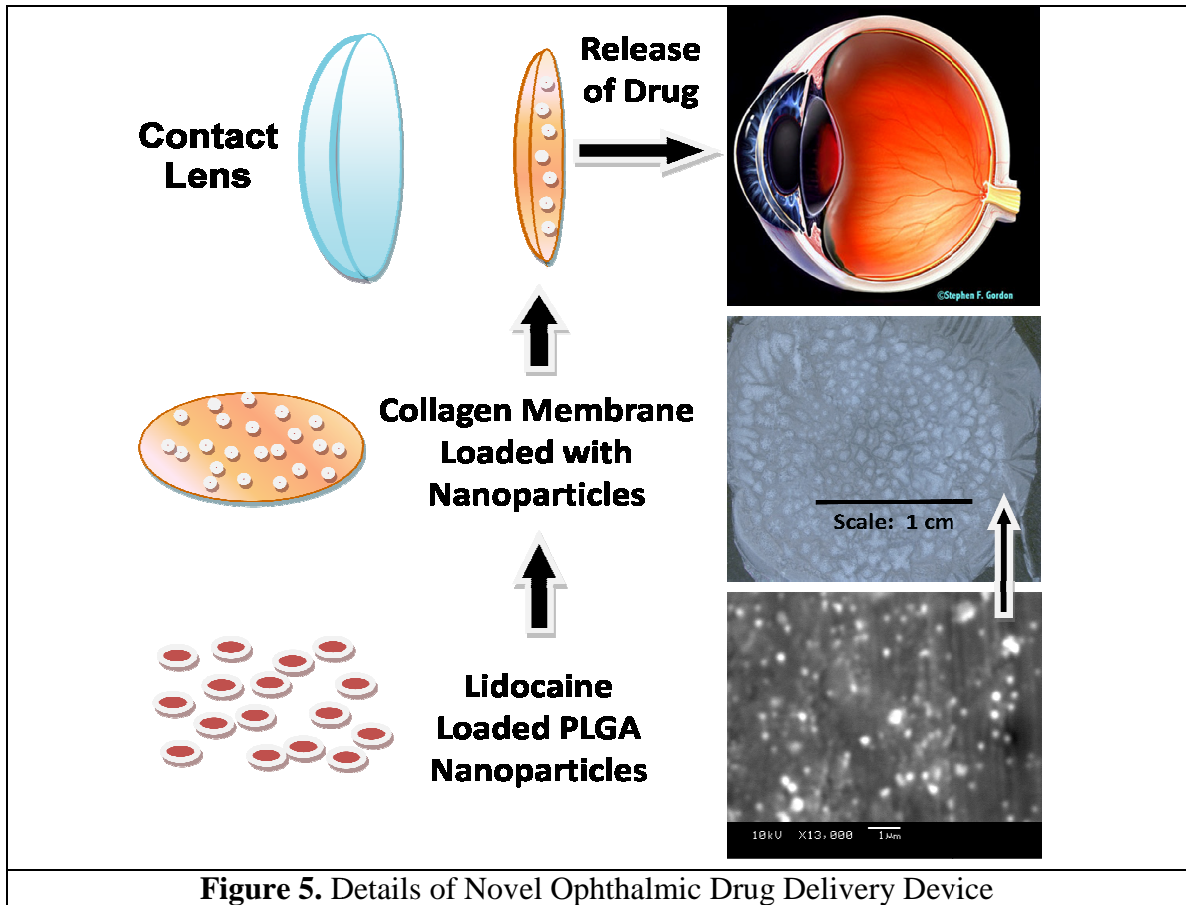 Contact
Lens
Release
of Drug
©Stephen F. Gordon
Collagen Membrane
Loaded with
Nanoparticles
Scale: 1 cm
Lidocaine
Loaded PLGA
Nanoparticles
10kV X13,000 1μm
Figure 5. Details of Novel Ophthalmic Drug Delivery Device